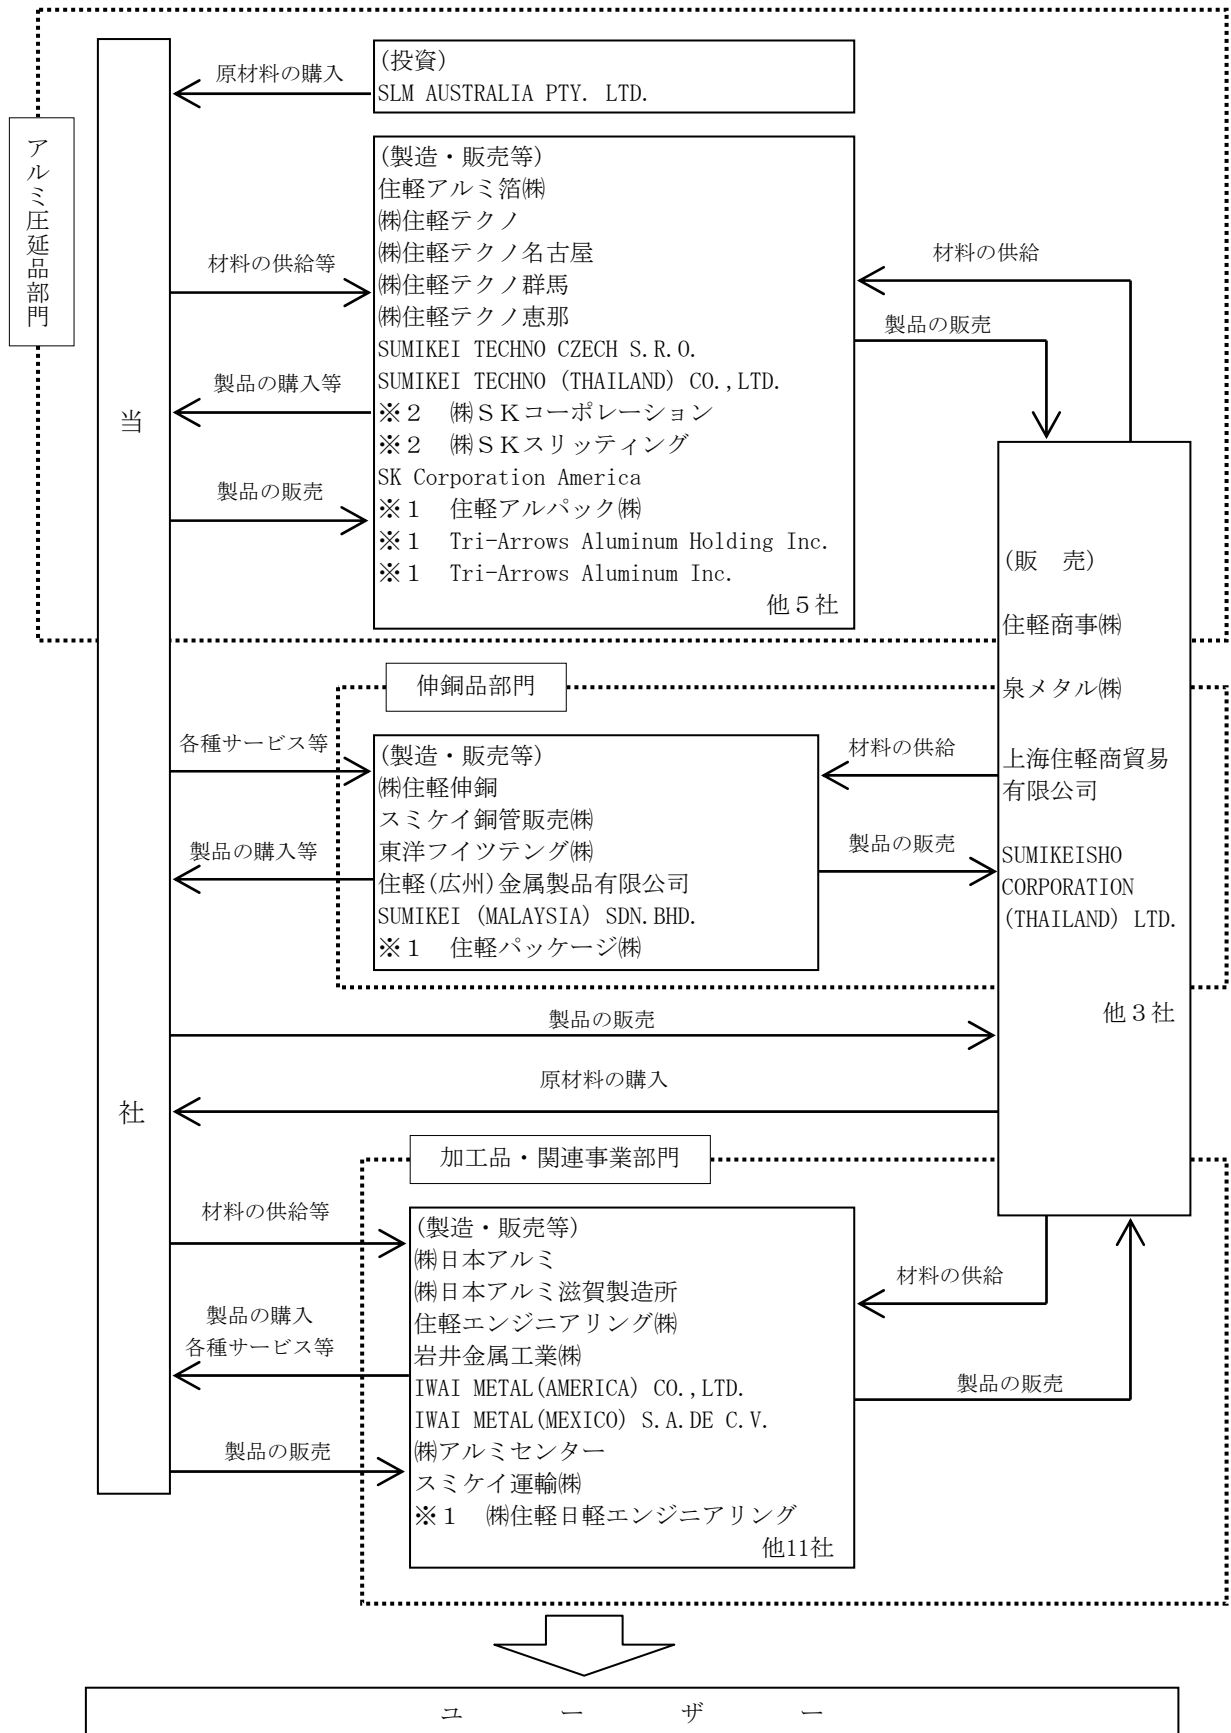 アルミ圧延品部門
当社
原材料の購入
(投資)
SLM AUSTRALIA PTY. LTD.
(製造・販売等)
住軽アルミ箔㈱
㈱住軽テクノ
㈱住軽テクノ名古屋
㈱住軽テクノ群馬
㈱住軽テクノ恵那
SUMIKEI TECHNO CZECH S.R.O.
SUMIKEI TECHNO (THAILAND) CO.,LTD.
※2　㈱ＳＫコーポレーション
※2　㈱ＳＫスリッティング
SK Corporation America
※1　住軽アルパック㈱
※1　Tri-Arrows Aluminum Holding Inc.
※1　Tri-Arrows Aluminum Inc.
他５社
材料の供給等
製品の購入等
製品の販売
材料の供給
製品の販売
(販　売)
住軽商事㈱
泉メタル㈱
上海住軽商貿易
有限公司
SUMIKEISHO
CORPORATION
(THAILAND) LTD.
他３社
伸銅品部門
各種サービス等
製品の購入等
(製造・販売等)
㈱住軽伸銅
スミケイ銅管販売㈱
東洋フイツテング㈱
住軽(広州)金属製品有限公司
SUMIKEI (MALAYSIA) SDN.BHD.
※1　住軽パッケージ㈱
材料の供給
製品の販売
製品の販売
原材料の購入
加工品・関連事業部門
材料の供給等
製品の購入
各種サービス等
製品の販売
(製造・販売等)
㈱日本アルミ
㈱日本アルミ滋賀製造所
住軽エンジニアリング㈱
岩井金属工業㈱
IWAI METAL(AMERICA) CO.,LTD.
IWAI METAL(MEXICO) S.A.DE C.V.
㈱アルミセンター
スミケイ運輸㈱
※1　㈱住軽日軽エンジニアリング
他11社
材料の供給
製品の販売
ユーザー